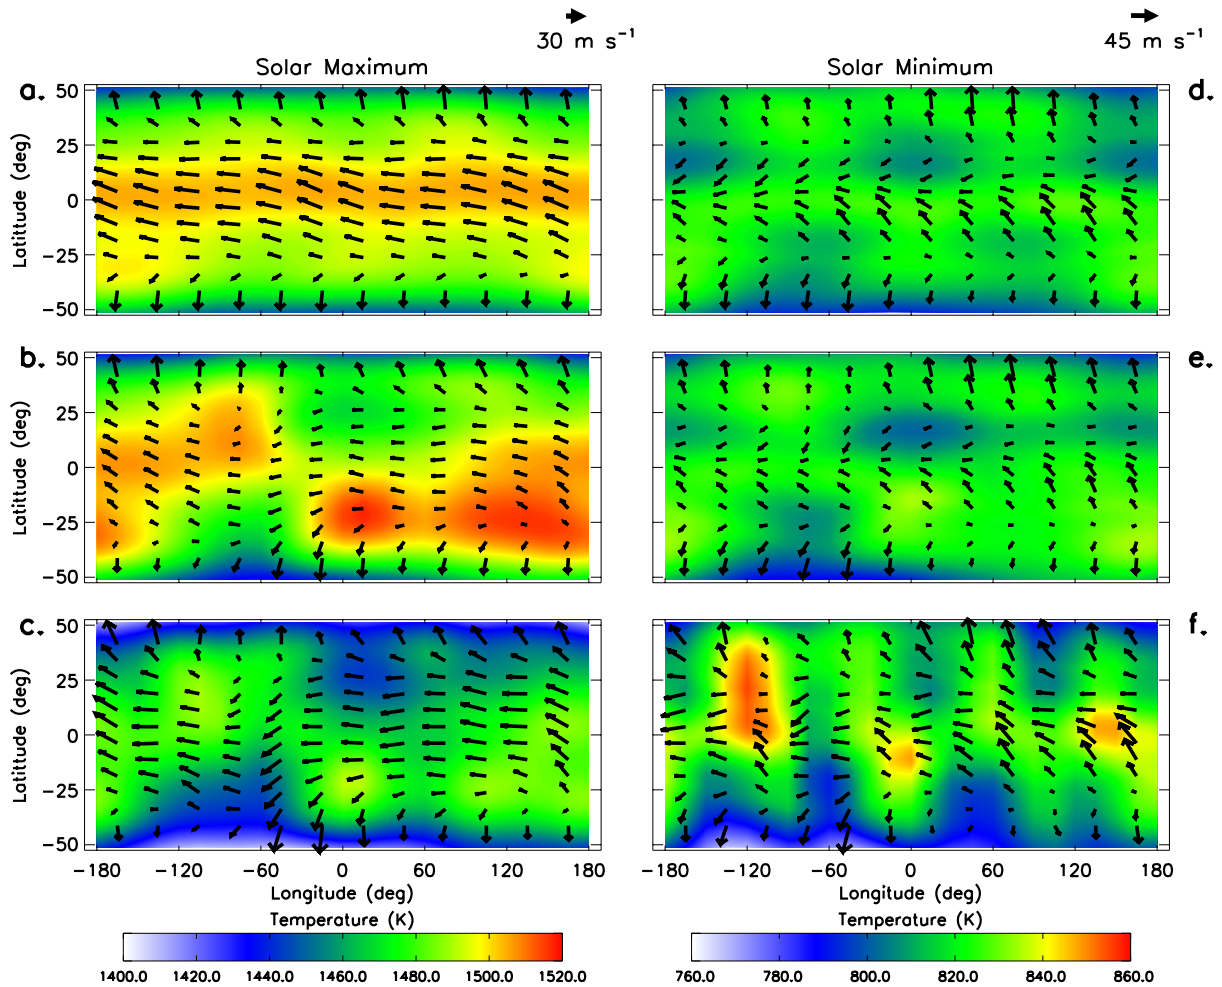 30 m s⁻¹
45 m s⁻¹
Solar Maximum
Solar Minimum
a.
50
25
0
−25
−50
Latittude (deg)
d.
b.
50
25
0
−25
−50
Latittude (deg)
e.
c.
50
25
0
−25
−50
Latittude (deg)
f.
−180 −120 −60 0 60 120 180
−180 −120 −60 0 60 120 180
Longitude (deg)
Longitude (deg)
Temperature (K)
Temperature (K)
1400.0 1420.0 1440.0 1460.0 1480.0 1500.0 1520.0
760.0 780.0 800.0 820.0 840.0 860.0